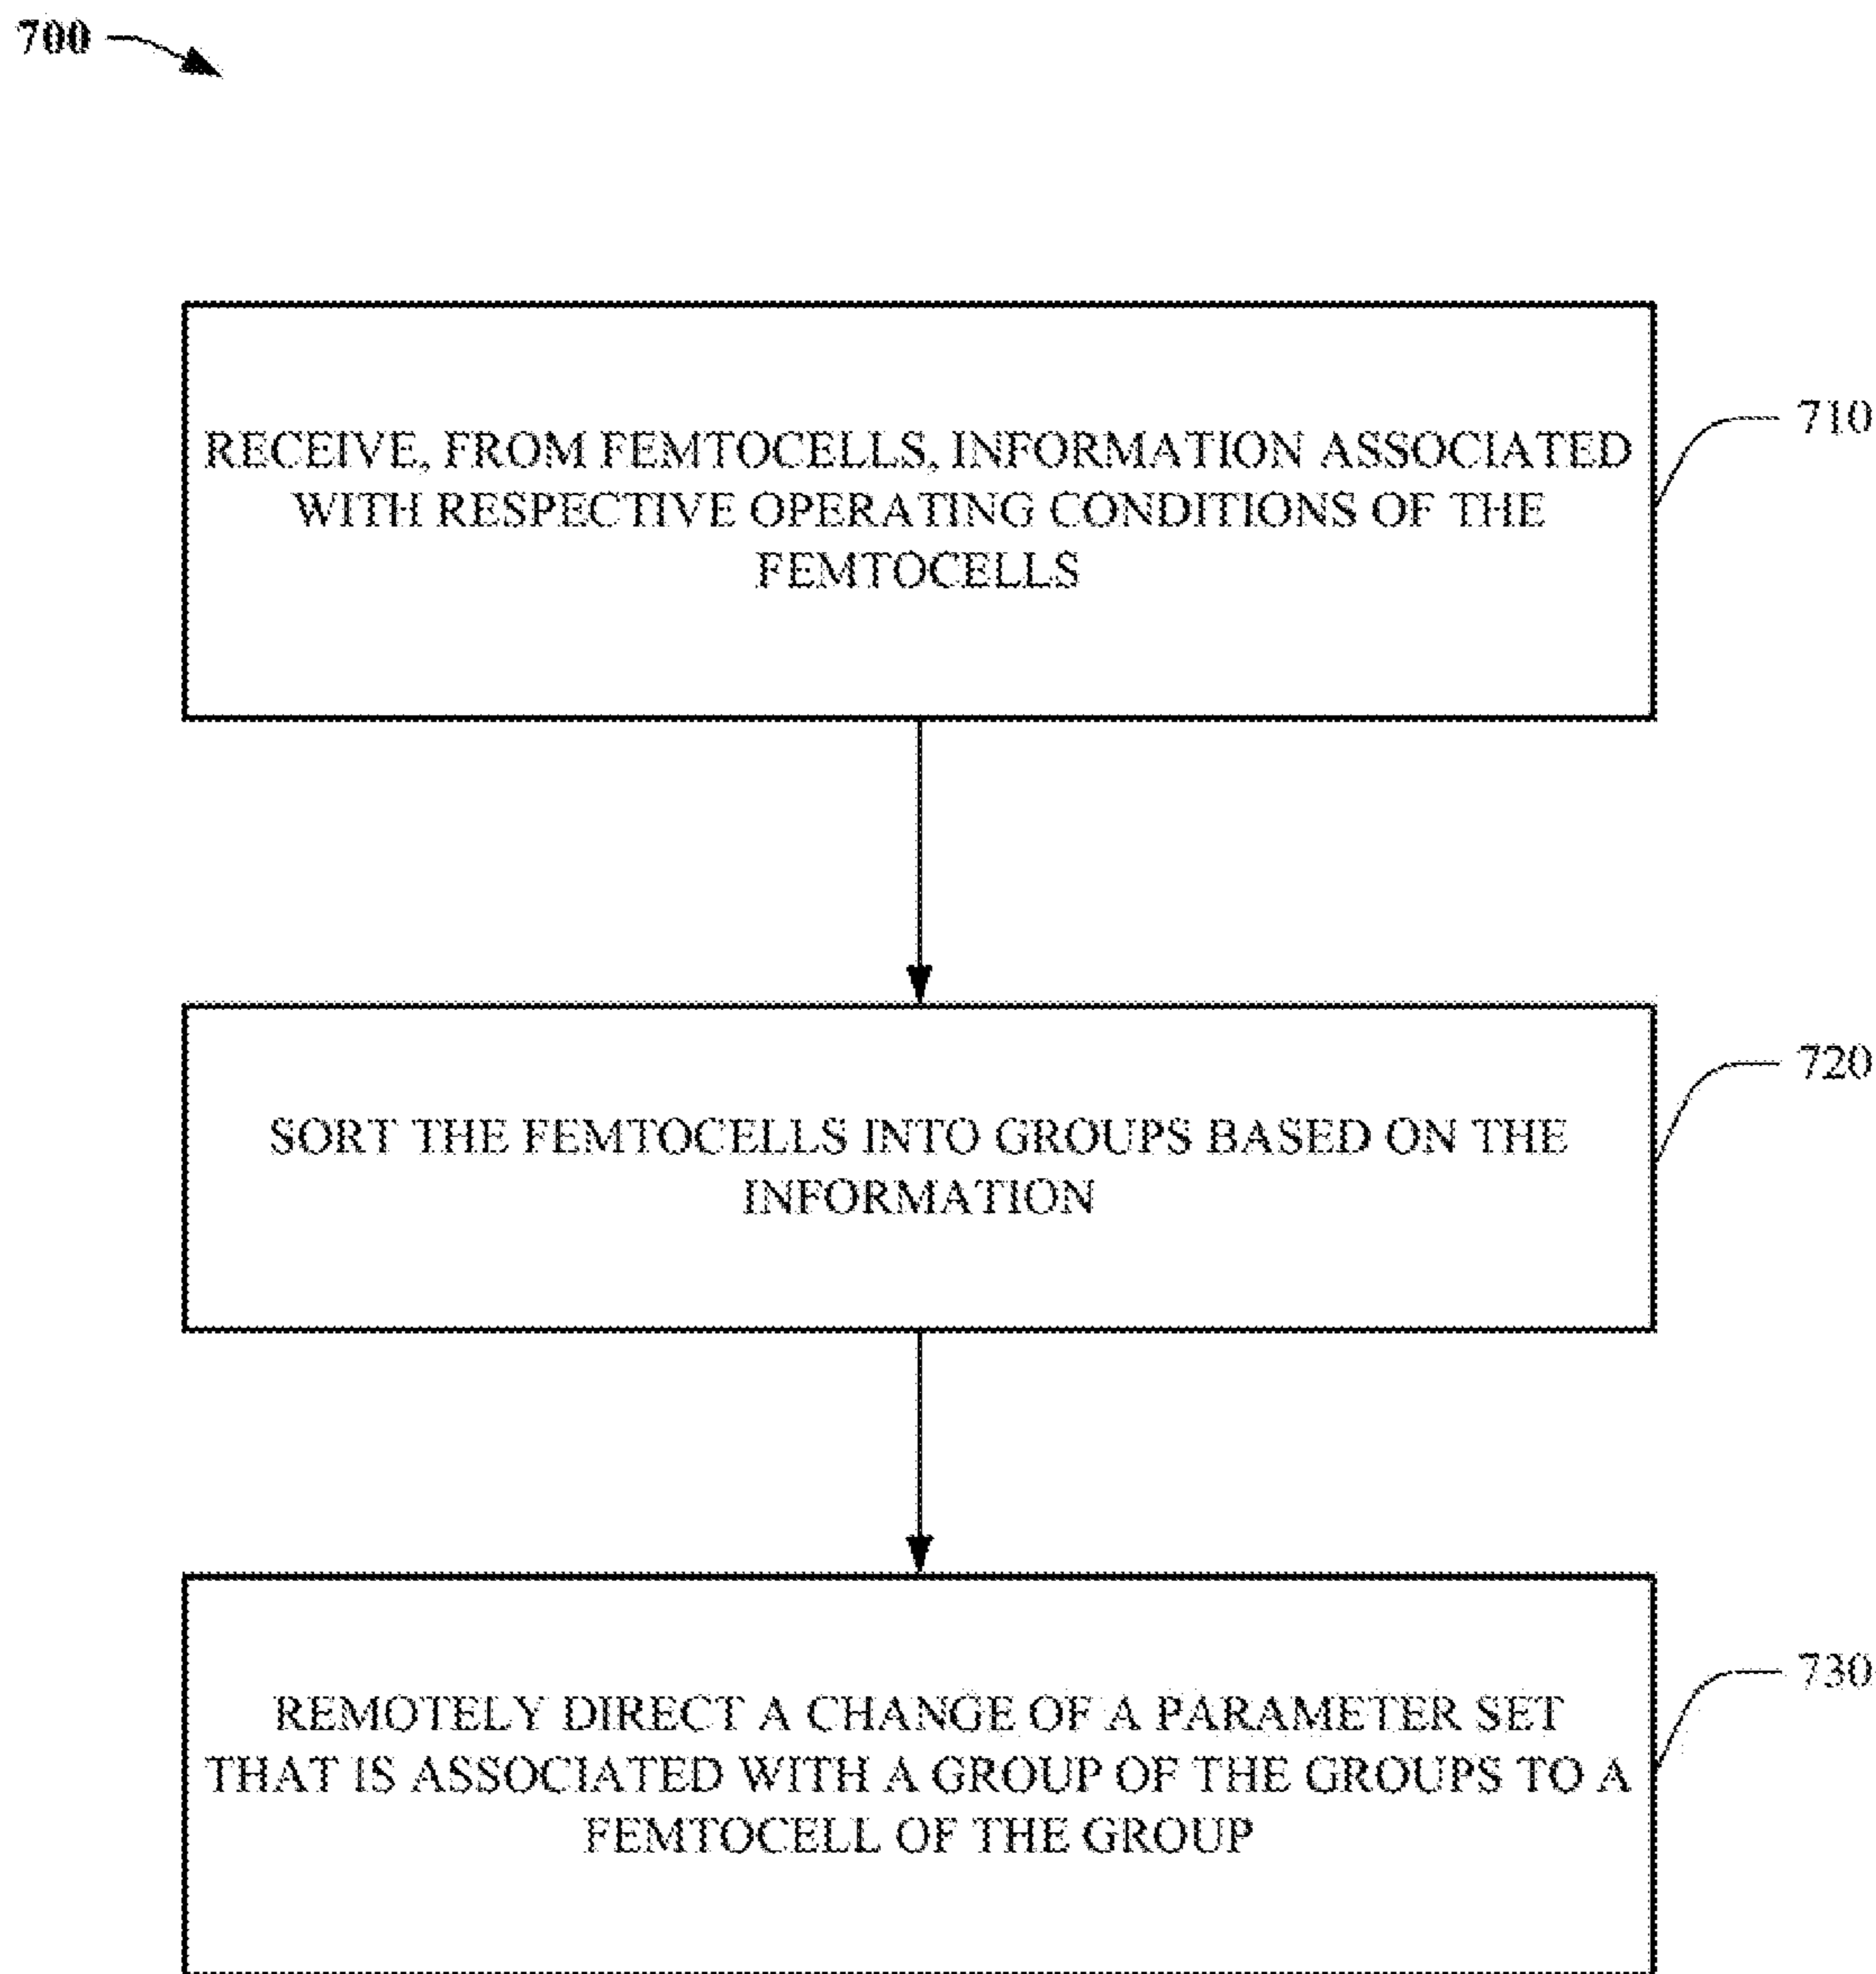 700
RECEIVE, FROM FEMTOCELLS, INFORMATION ASSOCIATED
WITH RESPECTIVE OPERATING CONDITIONS OF THE
FEMTOCELLS
710
SORT THE FEMTOCELLS INTO GROUPS BASED ON THE
INFORMATION
720
REMOTELY DIRECT A CHANGE OF A PARAMETER SET
THAT IS ASSOCIATED WITH A GROUP OF THE GROUPS TO A
FEMTOCELL OF THE GROUP
730